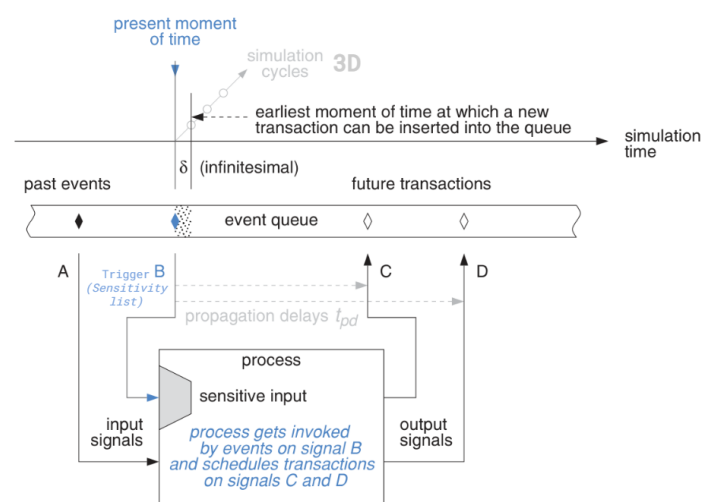 present moment
of time
simulation
cycles 3D
earliest moment of time at which a new
transaction can be inserted into the queue
simulation
time
δ (infinitesimal)
past events
future transactions
event queue
A
Trigger B
(Sensitivity
list)
C
D
propagation delays tpd
process
sensitive input
input
signals
process gets invoked
by events on signal B
and schedules transactions
on signals C and D
output
signals